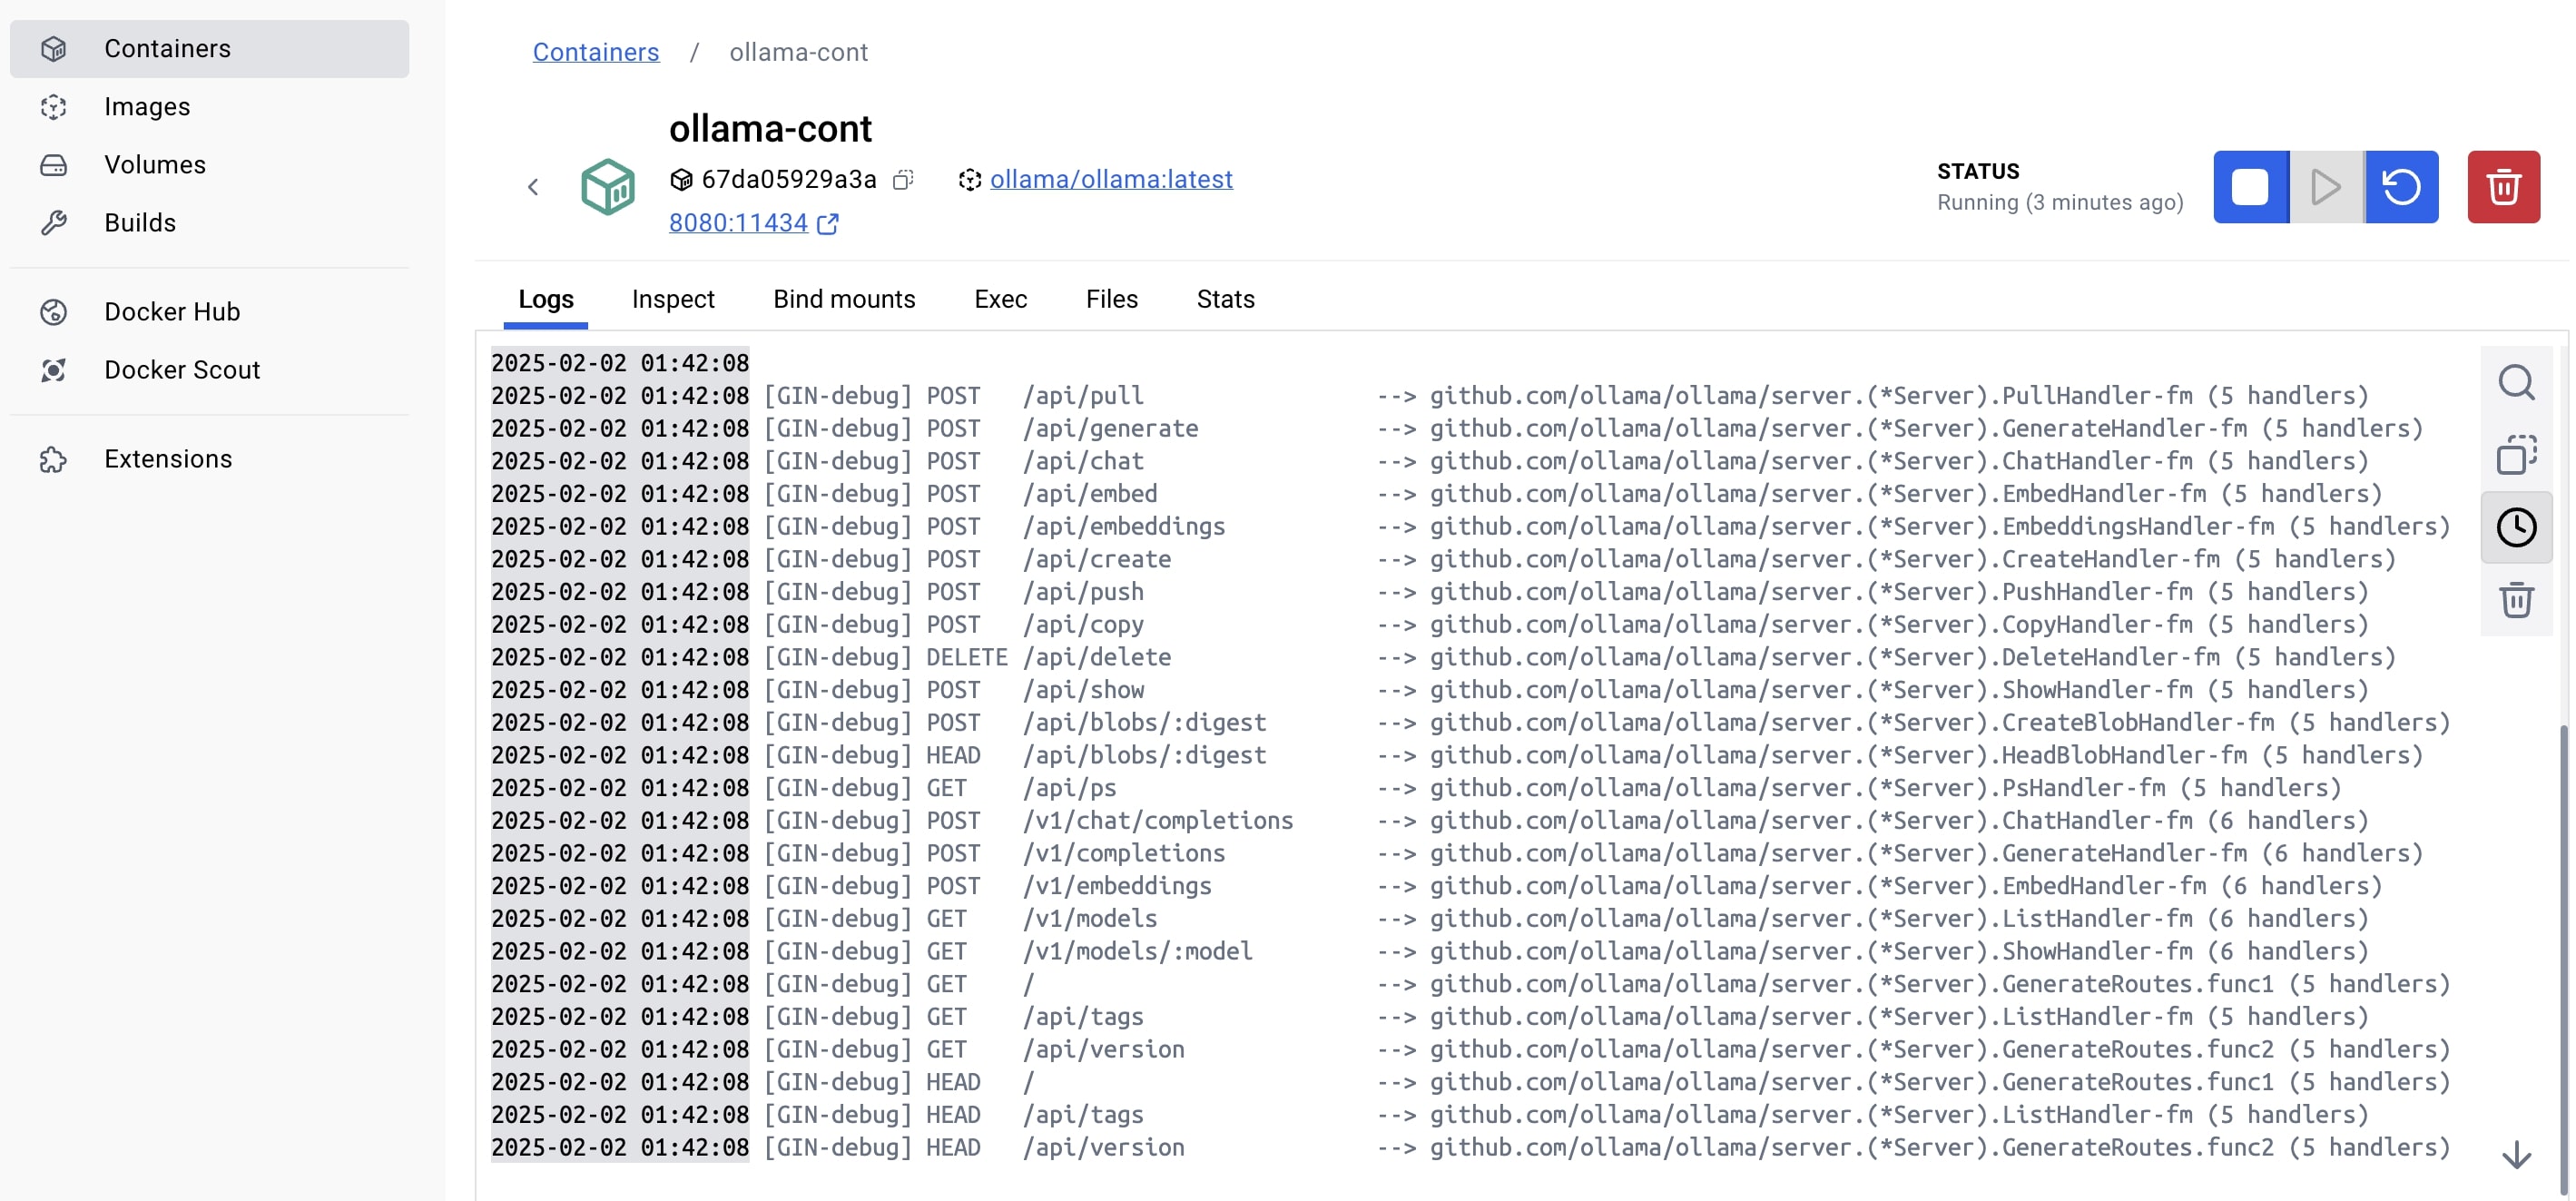 Containers
Images
Volumes
Builds
Docker Hub
Docker Scout
Extensions
Containers / ollama-cont
ollama-cont
67da05929a3a ollama/ollama:latest
8080:11434
STATUS
Running (3 minutes ago)
Logs Inspect Bind mounts Exec Files Stats
2025-02-02 01:42:08
2025-02-02 01:42:08 [GIN-debug] POST /api/pull --> github.com/ollama/ollama/server.(*Server).PullHandler-fm (5 handlers)
2025-02-02 01:42:08 [GIN-debug] POST /api/generate --> github.com/ollama/ollama/server.(*Server).GenerateHandler-fm (5 handlers)
2025-02-02 01:42:08 [GIN-debug] POST /api/chat --> github.com/ollama/ollama/server.(*Server).ChatHandler-fm (5 handlers)
2025-02-02 01:42:08 [GIN-debug] POST /api/embed --> github.com/ollama/ollama/server.(*Server).EmbedHandler-fm (5 handlers)
2025-02-02 01:42:08 [GIN-debug] POST /api/embeddings --> github.com/ollama/ollama/server.(*Server).EmbeddingsHandler-fm (5 handlers)
2025-02-02 01:42:08 [GIN-debug] POST /api/create --> github.com/ollama/ollama/server.(*Server).CreateHandler-fm (5 handlers)
2025-02-02 01:42:08 [GIN-debug] POST /api/push --> github.com/ollama/ollama/server.(*Server).PushHandler-fm (5 handlers)
2025-02-02 01:42:08 [GIN-debug] POST /api/copy --> github.com/ollama/ollama/server.(*Server).CopyHandler-fm (5 handlers)
2025-02-02 01:42:08 [GIN-debug] DELETE /api/delete --> github.com/ollama/ollama/server.(*Server).DeleteHandler-fm (5 handlers)
2025-02-02 01:42:08 [GIN-debug] POST /api/show --> github.com/ollama/ollama/server.(*Server).ShowHandler-fm (5 handlers)
2025-02-02 01:42:08 [GIN-debug] POST /api/blobs/:digest --> github.com/ollama/ollama/server.(*Server).CreateBlobHandler-fm (5 handlers)
2025-02-02 01:42:08 [GIN-debug] HEAD /api/blobs/:digest --> github.com/ollama/ollama/server.(*Server).HeadBlobHandler-fm (5 handlers)
2025-02-02 01:42:08 [GIN-debug] GET /api/ps --> github.com/ollama/ollama/server.(*Server).PsHandler-fm (5 handlers)
2025-02-02 01:42:08 [GIN-debug] POST /v1/chat/completions --> github.com/ollama/ollama/server.(*Server).ChatHandler-fm (6 handlers)
2025-02-02 01:42:08 [GIN-debug] POST /v1/completions --> github.com/ollama/ollama/server.(*Server).GenerateHandler-fm (6 handlers)
2025-02-02 01:42:08 [GIN-debug] POST /v1/embeddings --> github.com/ollama/ollama/server.(*Server).EmbedHandler-fm (6 handlers)
2025-02-02 01:42:08 [GIN-debug] GET /v1/models --> github.com/ollama/ollama/server.(*Server).ListHandler-fm (6 handlers)
2025-02-02 01:42:08 [GIN-debug] GET /v1/models/:model --> github.com/ollama/ollama/server.(*Server).ShowHandler-fm (6 handlers)
2025-02-02 01:42:08 [GIN-debug] GET / --> github.com/ollama/ollama/server.(*Server).GenerateRoutes.func1 (5 handlers)
2025-02-02 01:42:08 [GIN-debug] GET /api/tags --> github.com/ollama/ollama/server.(*Server).ListHandler-fm (5 handlers)
2025-02-02 01:42:08 [GIN-debug] GET /api/version --> github.com/ollama/ollama/server.(*Server).GenerateRoutes.func2 (5 handlers)
2025-02-02 01:42:08 [GIN-debug] HEAD / --> github.com/ollama/ollama/server.(*Server).GenerateRoutes.func1 (5 handlers)
2025-02-02 01:42:08 [GIN-debug] HEAD /api/tags --> github.com/ollama/ollama/server.(*Server).ListHandler-fm (5 handlers)
2025-02-02 01:42:08 [GIN-debug] HEAD /api/version --> github.com/ollama/ollama/server.(*Server).GenerateRoutes.func2 (5 handlers)